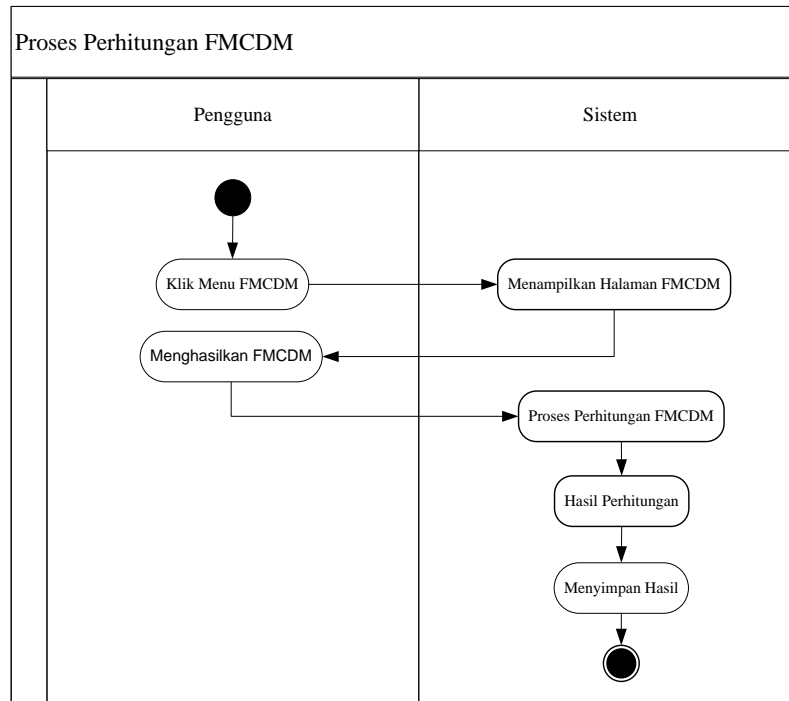 Proses Perhitungan FMCDM
Pengguna
Sistem
Klik Menu FMCDM
Menampilkan Halaman FMCDM
Menghasilkan FMCDM
Proses Perhitungan FMCDM
Hasil Perhitungan
Menyimpan Hasil